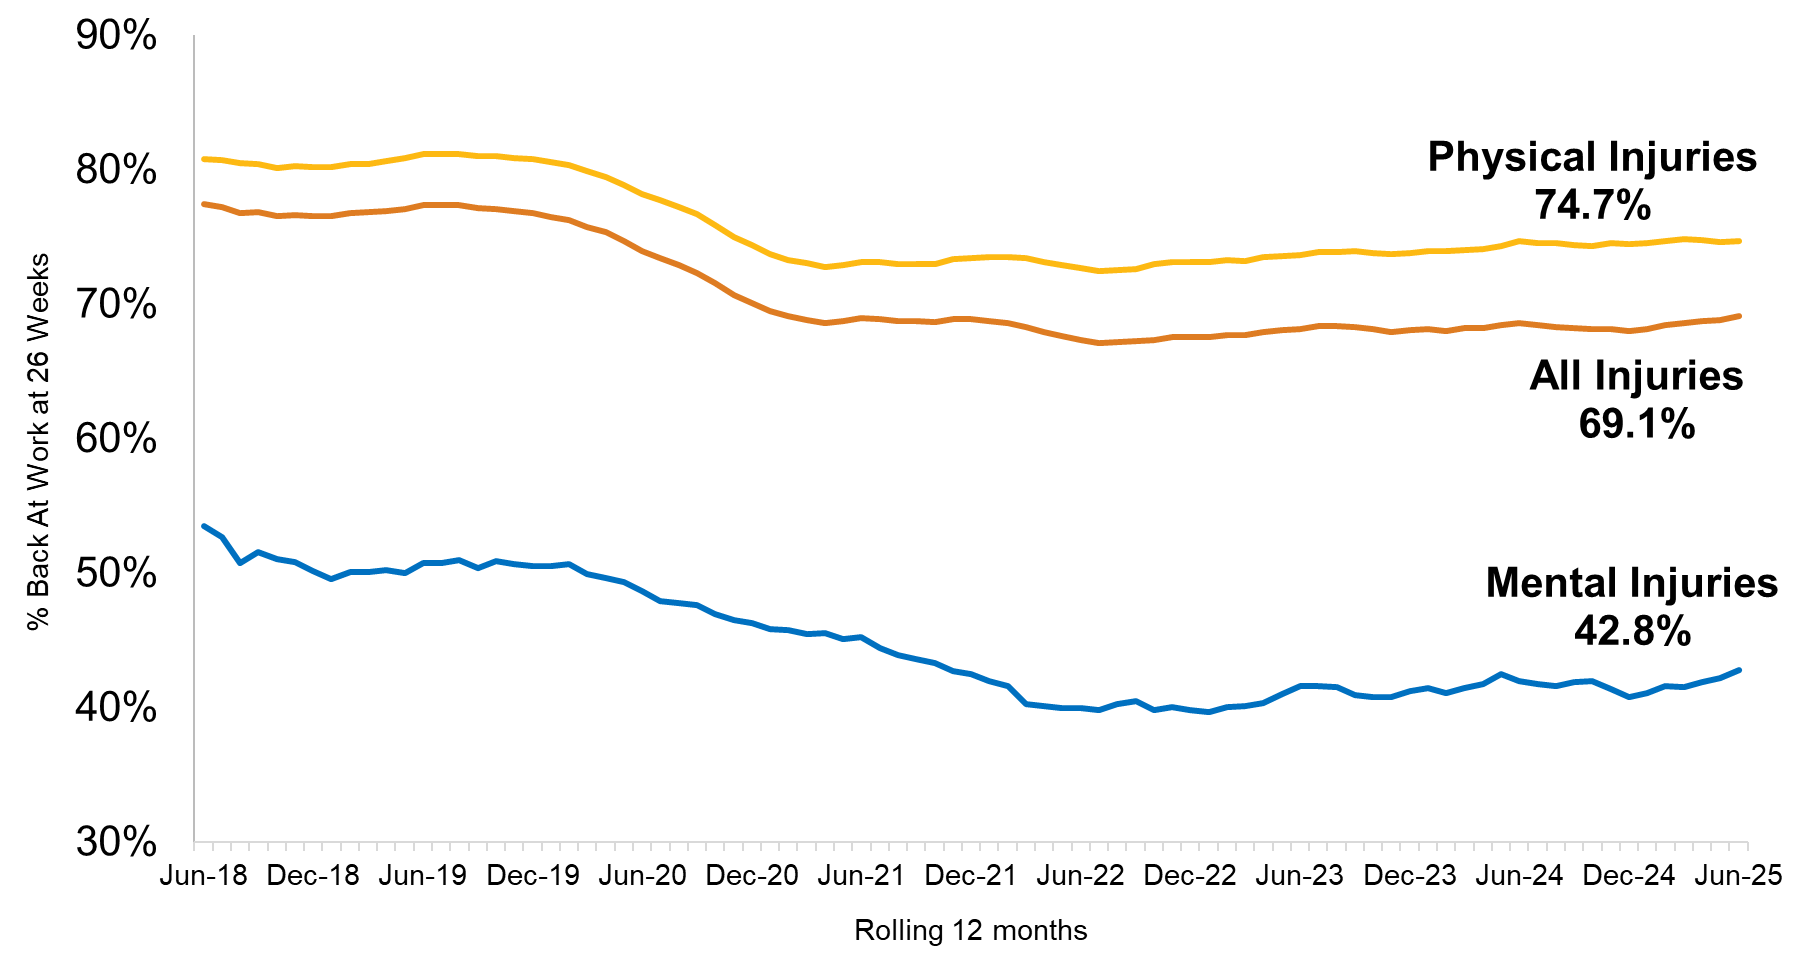 90%
80%
70%
60%
50%
40%
30%
% Back At Work at 26 Weeks
Physical Injuries
74.7%
All Injuries
69.1%
Mental Injuries
42.8%
Jun-18 Dec-18 Jun-19 Dec-19 Jun-20 Dec-20 Jun-21 Dec-21 Jun-22 Dec-22 Jun-23 Dec-23 Jun-24 Dec-24 Jun-25
Rolling 12 months